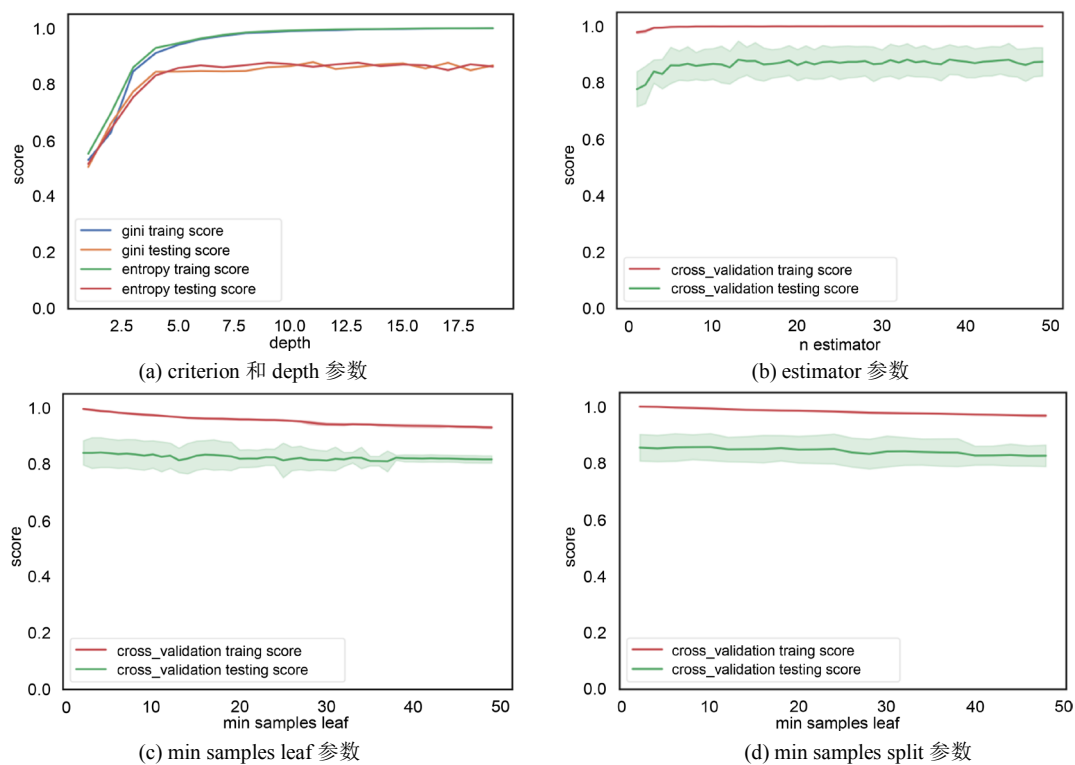 1.0
0.8
0.6
0.4
0.2
0.0
score
gini traing score
gini testing score
entropy traing score
entropy testing score
2.5 5.0 7.5 10.0 12.5 15.0 17.5
depth
(a) criterion 和 depth 参数
1.0
0.8
0.6
0.4
0.2
0.0
score
cross_validation traing score
cross_validation testing score
0 10 20 30 40 50
n estimator
(b) estimator 参数
1.0
0.8
0.6
0.4
0.2
0.0
score
cross_validation traing score
cross_validation testing score
0 10 20 30 40 50
min samples leaf
(c) min samples leaf 参数
1.0
0.8
0.6
0.4
0.2
0.0
score
cross_validation traing score
cross_validation testing score
0 10 20 30 40 50
min samples leaf
(d) min samples split 参数